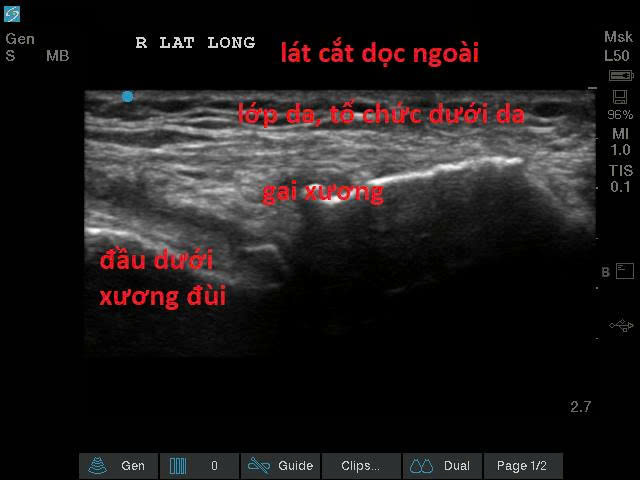 Gen
S MB
R LAT LONG
lát cắt dọc ngoài
Msk
L50
96%
MI
1.0
TIS
0.1
lớp da, tổ chức dưới da
gai xương
đầu dưới
xương đùi
B
2.7
Gen 0 Guide Clips... Dual Page 1/2